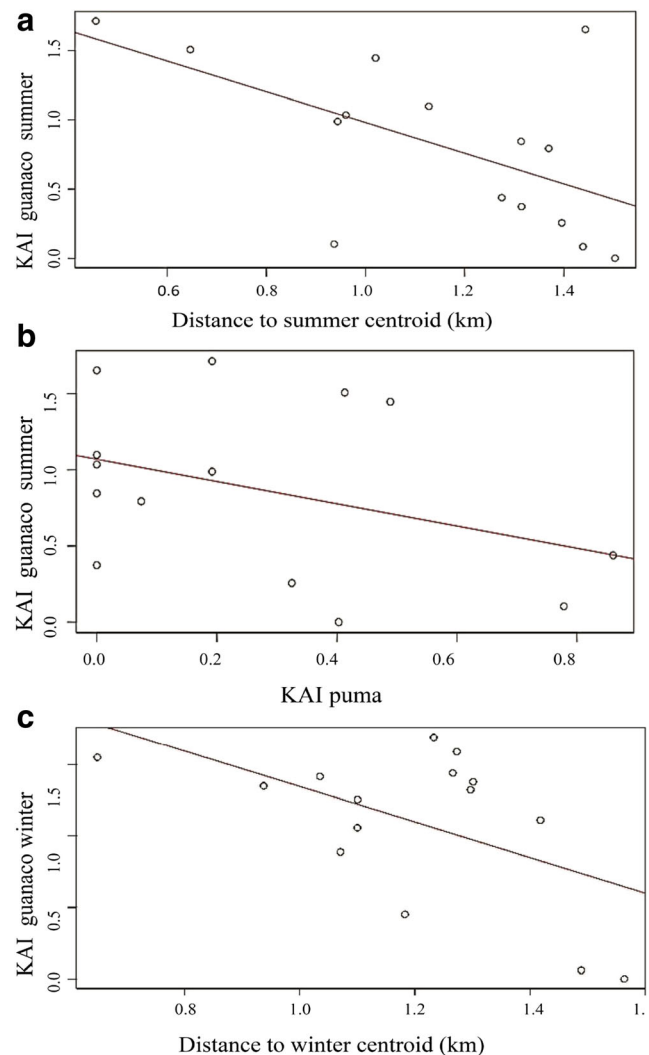 a
KAI guanaco summer
0.0 0.5 1.0 1.5
0.6 0.8 1.0 1.2 1.4
Distance to summer centroid (km)
b
KAI guanaco summer
0.0 0.5 1.0 1.5
0.0 0.2 0.4 0.6 0.8
KAI puma
c
KAI guanaco winter
0.0 0.5 1.0 1.5
0.8 1.0 1.2 1.4 1.
Distance to winter centroid (km)